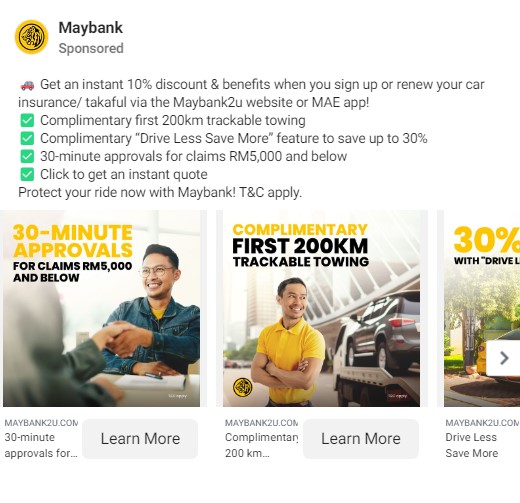 Maybank
Sponsored
🚗 Get an instant 10% discount & benefits when you sign up or renew your car
insurance/ takaful via the Maybank2u website or MAE app!
✅ Complimentary first 200km trackable towing
✅ Complimentary “Drive Less Save More” feature to save up to 30%
✅ 30-minute approvals for claims RM5,000 and below
✅ Click to get an instant quote
Protect your ride now with Maybank! T&C apply.
30-MINUTE
APPROVALS
FOR CLAIMS RM5,000
AND BELOW
T&C apply.
COMPLIMENTARY
FIRST 200KM
TRACKABLE TOWING
T&C apply.
30%
WITH "DRIVE L
MAYBANK2U.COM
30-minute
approvals for...
Learn More
MAYBANK2U.COM
Complimentary
200 km...
Learn More
MAYBANK2U.COM
Drive Less
Save More